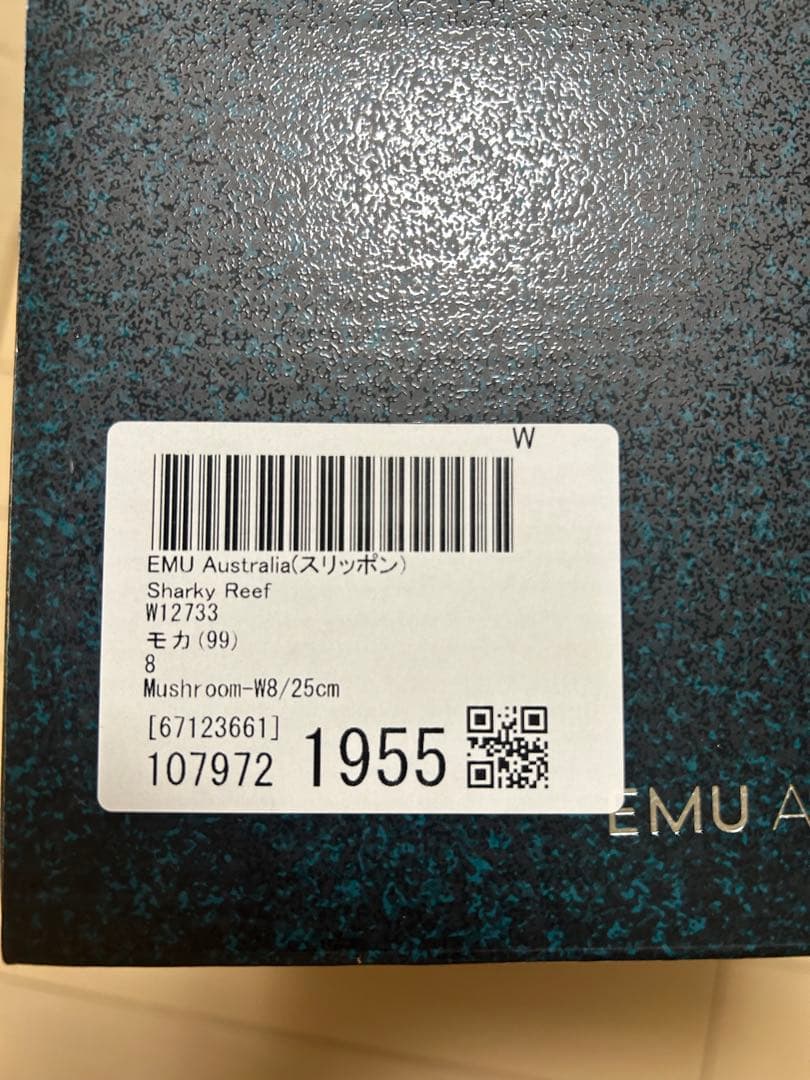 W
EMU Australia(スリッポン)
Sharky Reef
W12733
モカ(99)
8
Mushroom-W8/25cm
[67123661]
107972 1955
EMU A